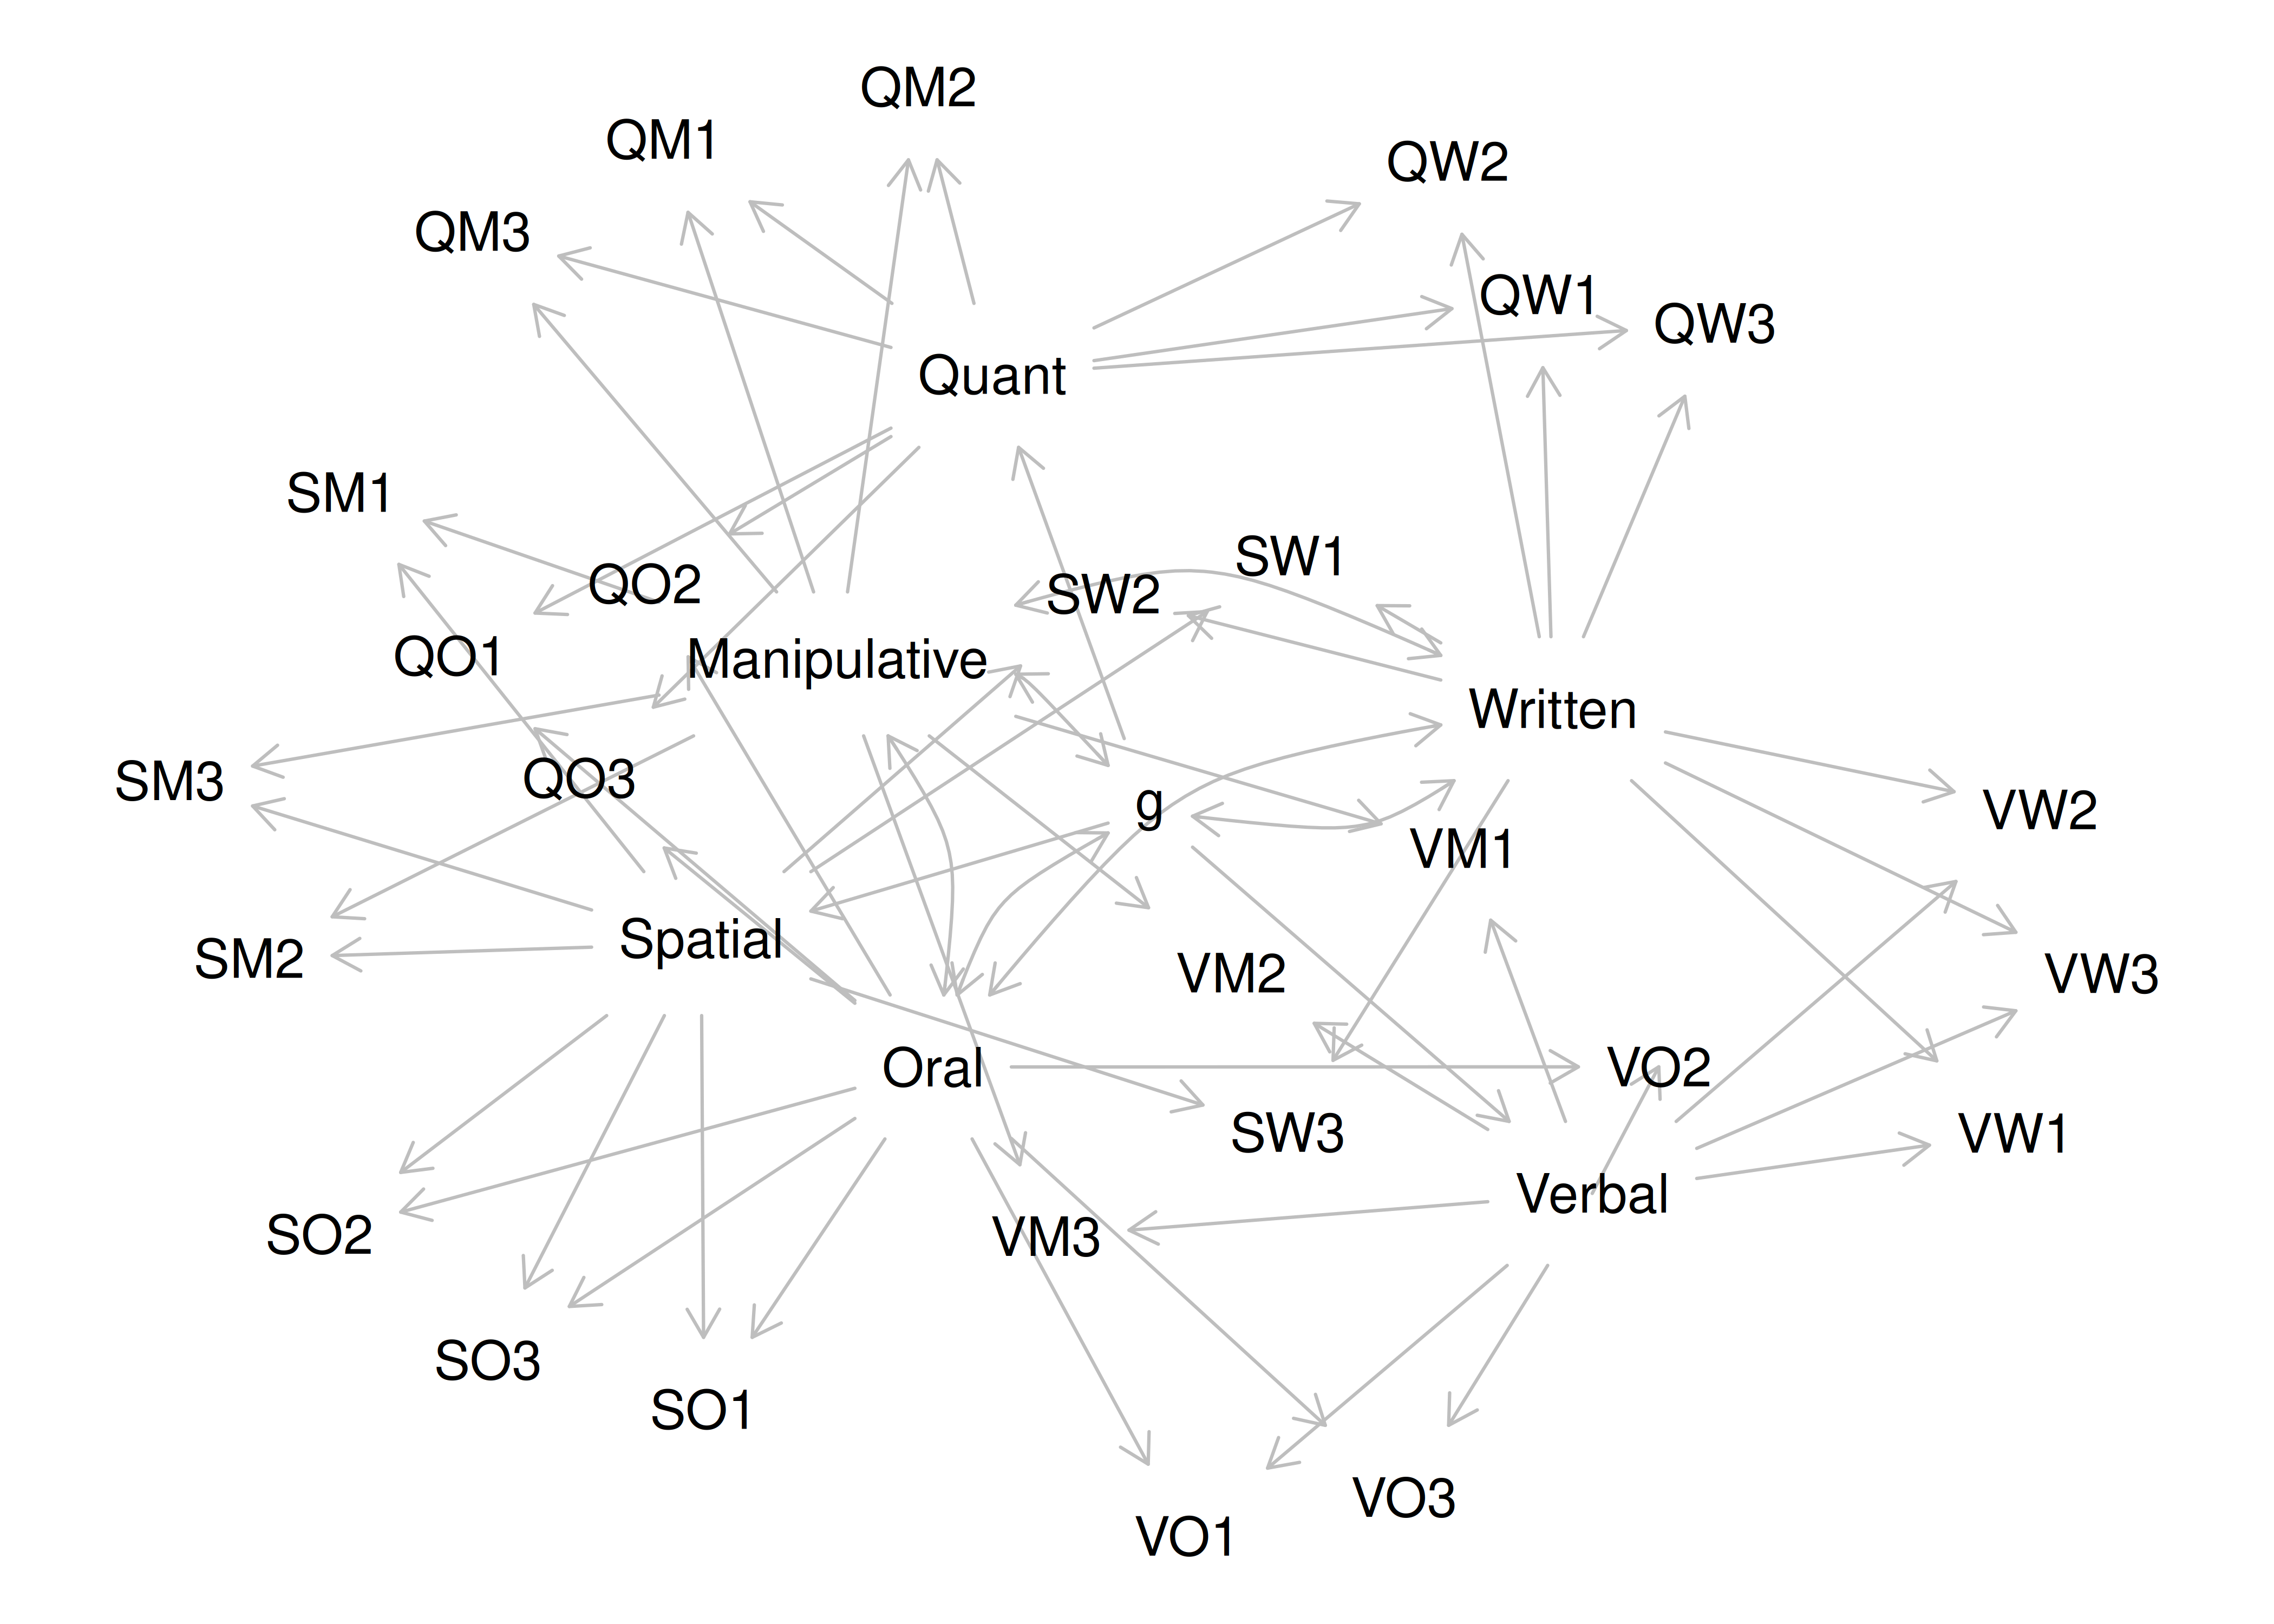 QM2
QM1
QW2
QM3
QW1
QW3
Quant
SM1
SW1
QO2
SW2
QO1
Manipulative
Written
SM3
QO3
g
VW2
VM1
Spatial
SM2
VM2
VW3
Oral
VO2
SW3
VW1
Verbal
SO2
VM3
SO3
SO1
VO3
VO1